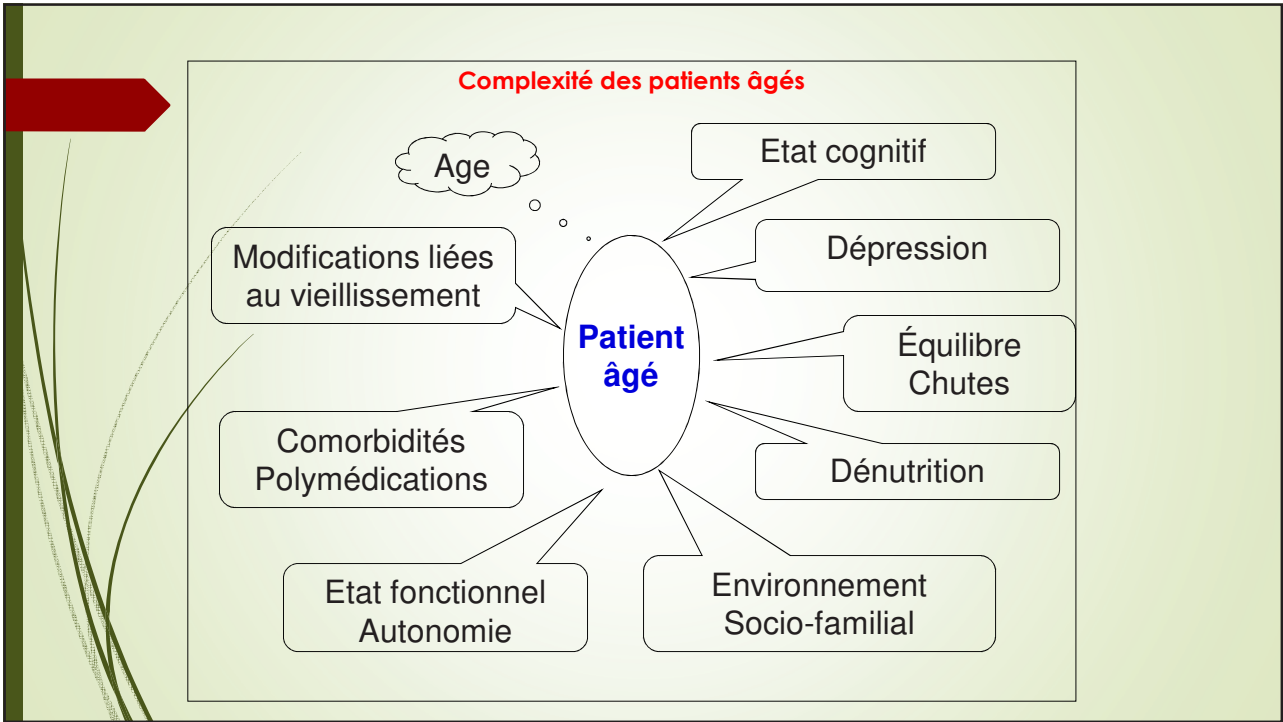 Complexité des patients âgés
Age
Etat cognitif
Modifications liées
au vieillissement
Dépression
Patient
âgé
Équilibre
Chutes
Comorbidités
Polymédications
Dénutrition
Etat fonctionnel
Autonomie
Environnement
Socio-familial